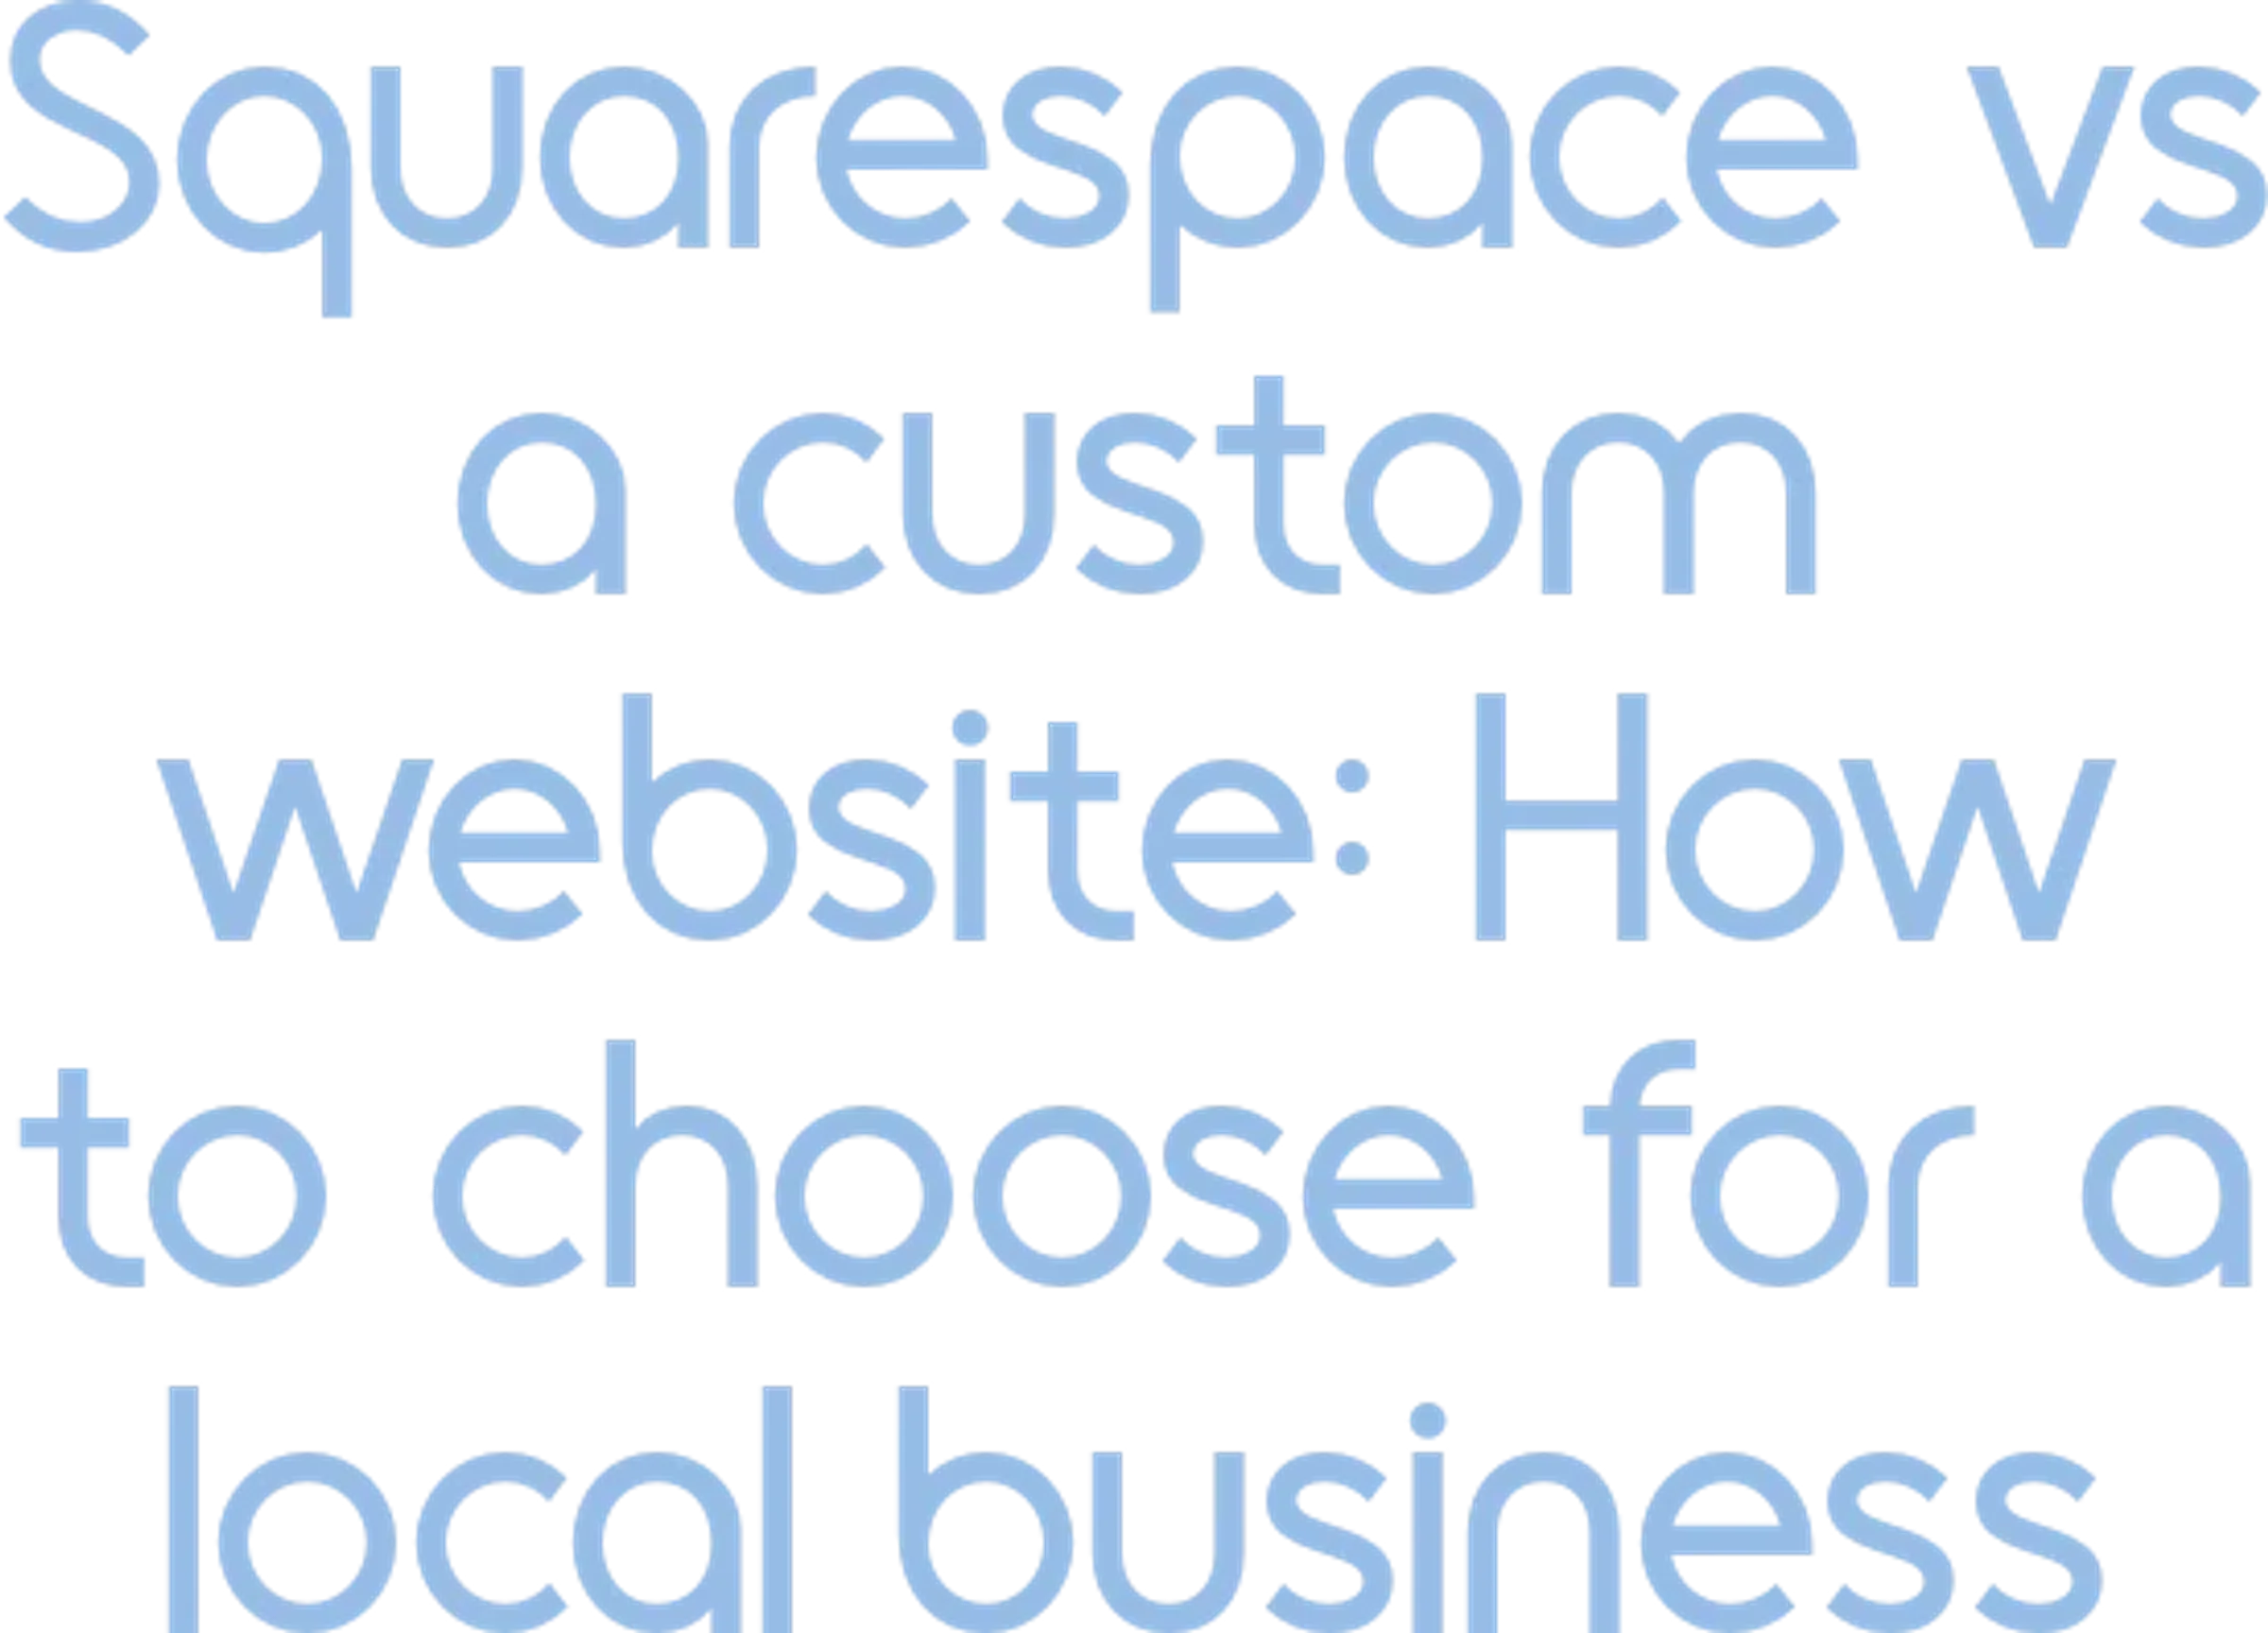 Squarespace vs
a custom
website: How
to choose for a
local business